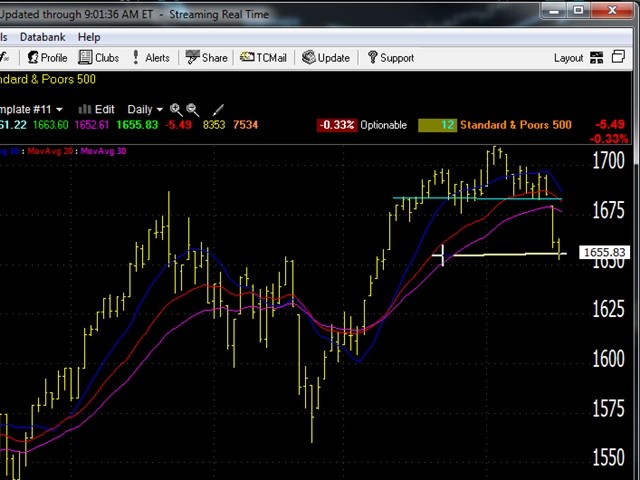 Updated through 9:01:36 AM ET - Streaming Real Time
ls Databank Help
Profile Clubs Alerts Share TCMail Update Support Layout
ndard & Poors 500
mplate #11 Edit Daily
61.22 1663.60 1652.61 1655.83 -5.49 8353 7534 -0.33% Optionable 12 Standard & Poors 500 -5.49
-0.33%
MovAvg 20 : MovAvg 30
1700
1675
1655.83
1650
1625
1600
1575
1550